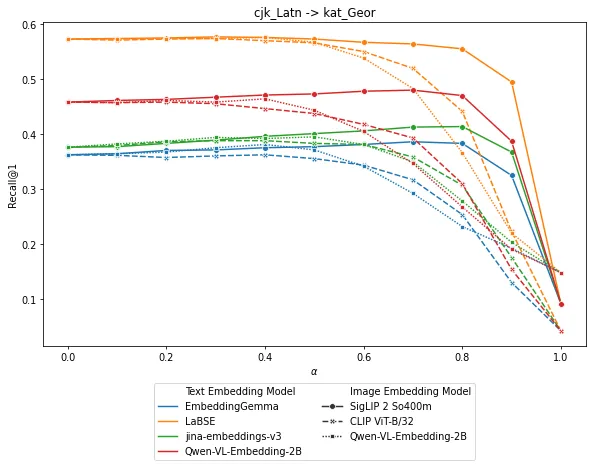 cjk_Latn -> kat_Geor
0.6
0.5
0.4
0.3
0.2
0.1
Recall@1
0.0 0.2 0.4 0.6 0.8 1.0
α
Text Embedding Model Image Embedding Model
EmbeddingGemma SigLIP 2 So400m
LaBSE CLIP ViT-B/32
jina-embeddings-v3 Qwen-VL-Embedding-2B
Qwen-VL-Embedding-2B